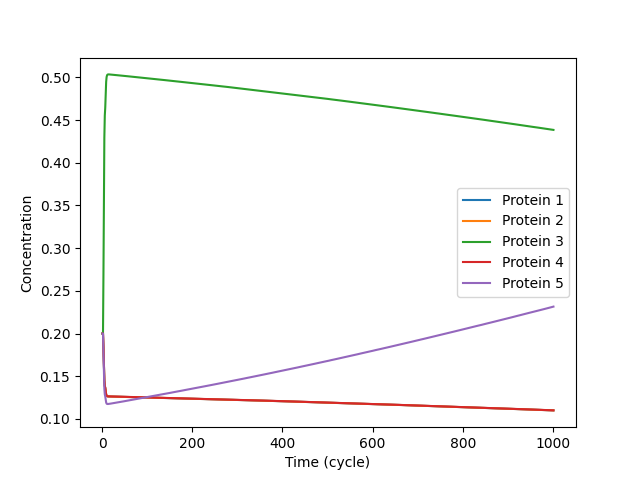 0.50
0.45
0.40
0.35
0.30
0.25
0.20
0.15
0.10
Concentration
Protein 1
Protein 2
Protein 3
Protein 4
Protein 5
0 200 400 600 800 1000
Time (cycle)